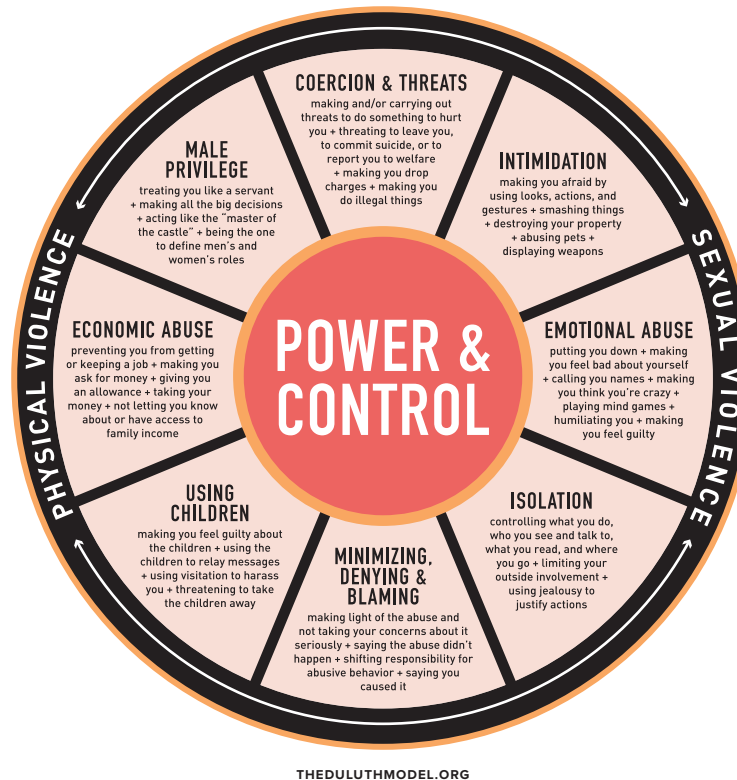 COERCION & THREATS
making and/or carrying out
threats to do something to hurt
you + threating to leave you,
to commit suicide, or to
report you to welfare
+ making you drop
charges + making you
do illegal things
INTIMIDATION
making you afraid by
using looks, actions, and
gestures + smashing things
+ destroying your property
+ abusing pets +
displaying weapons
EMOTIONAL ABUSE
putting you down + making
you feel bad about yourself
+ calling you names + making
you think you're crazy +
playing mind games +
humiliating you + making
you feel guilty
ISOLATION
controlling what you do,
who you see and talk to,
what you read, and where
you go + limiting your
outside involvement +
using jealousy to
justify actions
MINIMIZING,
DENYING &
BLAMING
making light of the abuse and
not taking your concerns about it
seriously + saying the abuse didn't
happen + shifting responsibility for
abusive behavior + saying you
caused it
USING
CHILDREN
making you feel guilty about
the children + using the
children to relay messages
+ using visitation to harass
you + threatening to take
the children away
ECONOMIC ABUSE
preventing you from getting
or keeping a job + making you
ask for money + giving you
an allowance + taking your
money + not letting you know
about or have access to
family income
MALE
PRIVILEGE
treating you like a servant
+ making all the big decisions
+ acting like the “master of
the castle” + being the one
to define men's and
women's roles
POWER &
CONTROL
PHYSICAL VIOLENCE
SEXUAL VIOLENCE
THEDULUTHMODEL.ORG